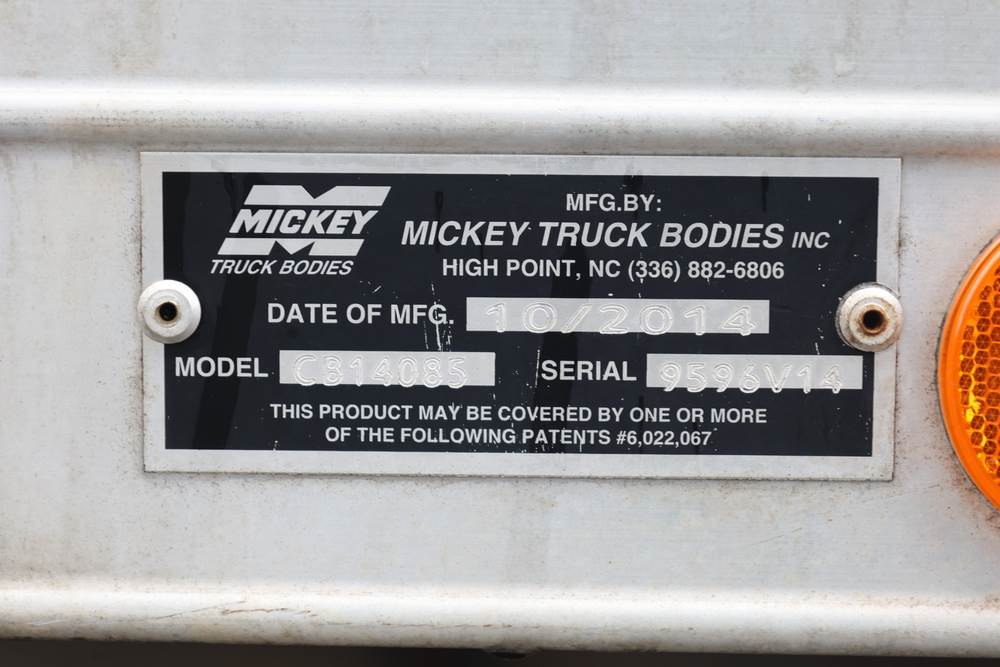 MICKEY
TRUCK BODIES
MFG.BY:
MICKEY TRUCK BODIES INC
HIGH POINT, NC (336) 882-6806
DATE OF MFG. 10/2014
MODEL CB14085 SERIAL 9596V14
THIS PRODUCT MAY BE COVERED BY ONE OR MORE
OF THE FOLLOWING PATENTS #6,022,067